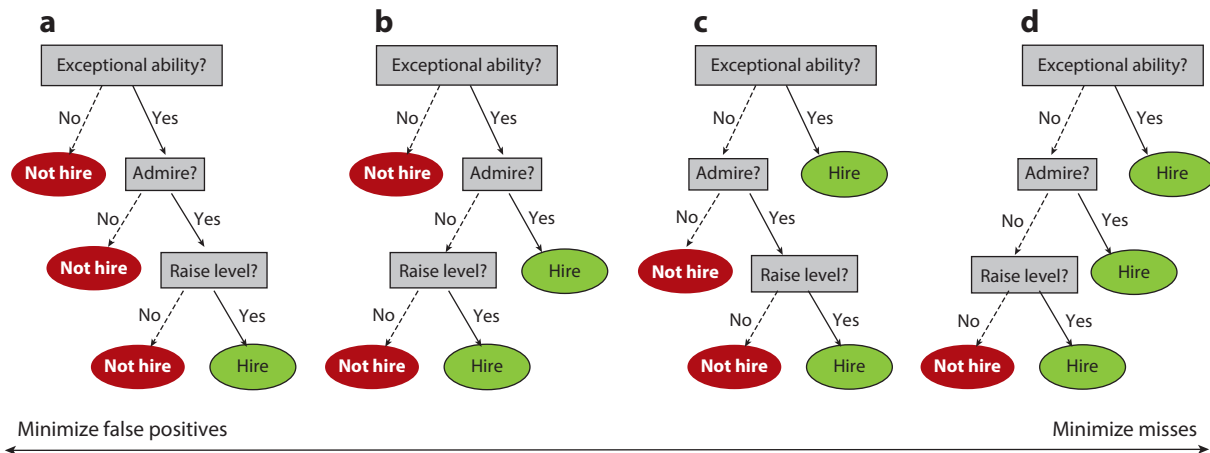 a
b
c
d
Exceptional ability?
Exceptional ability?
Exceptional ability?
Exceptional ability?
No
Yes
No
Yes
No
Yes
No
Yes
Not hire
Admire?
Not hire
Admire?
Admire?
Hire
Admire?
Hire
No
Yes
No
Yes
No
Yes
No
Yes
Not hire
Raise level?
Raise level?
Hire
Not hire
Raise level?
Raise level?
Hire
No
Yes
No
Yes
No
Yes
No
Yes
Not hire
Hire
Not hire
Hire
Not hire
Hire
Not hire
Hire
Minimize false positives
Minimize misses